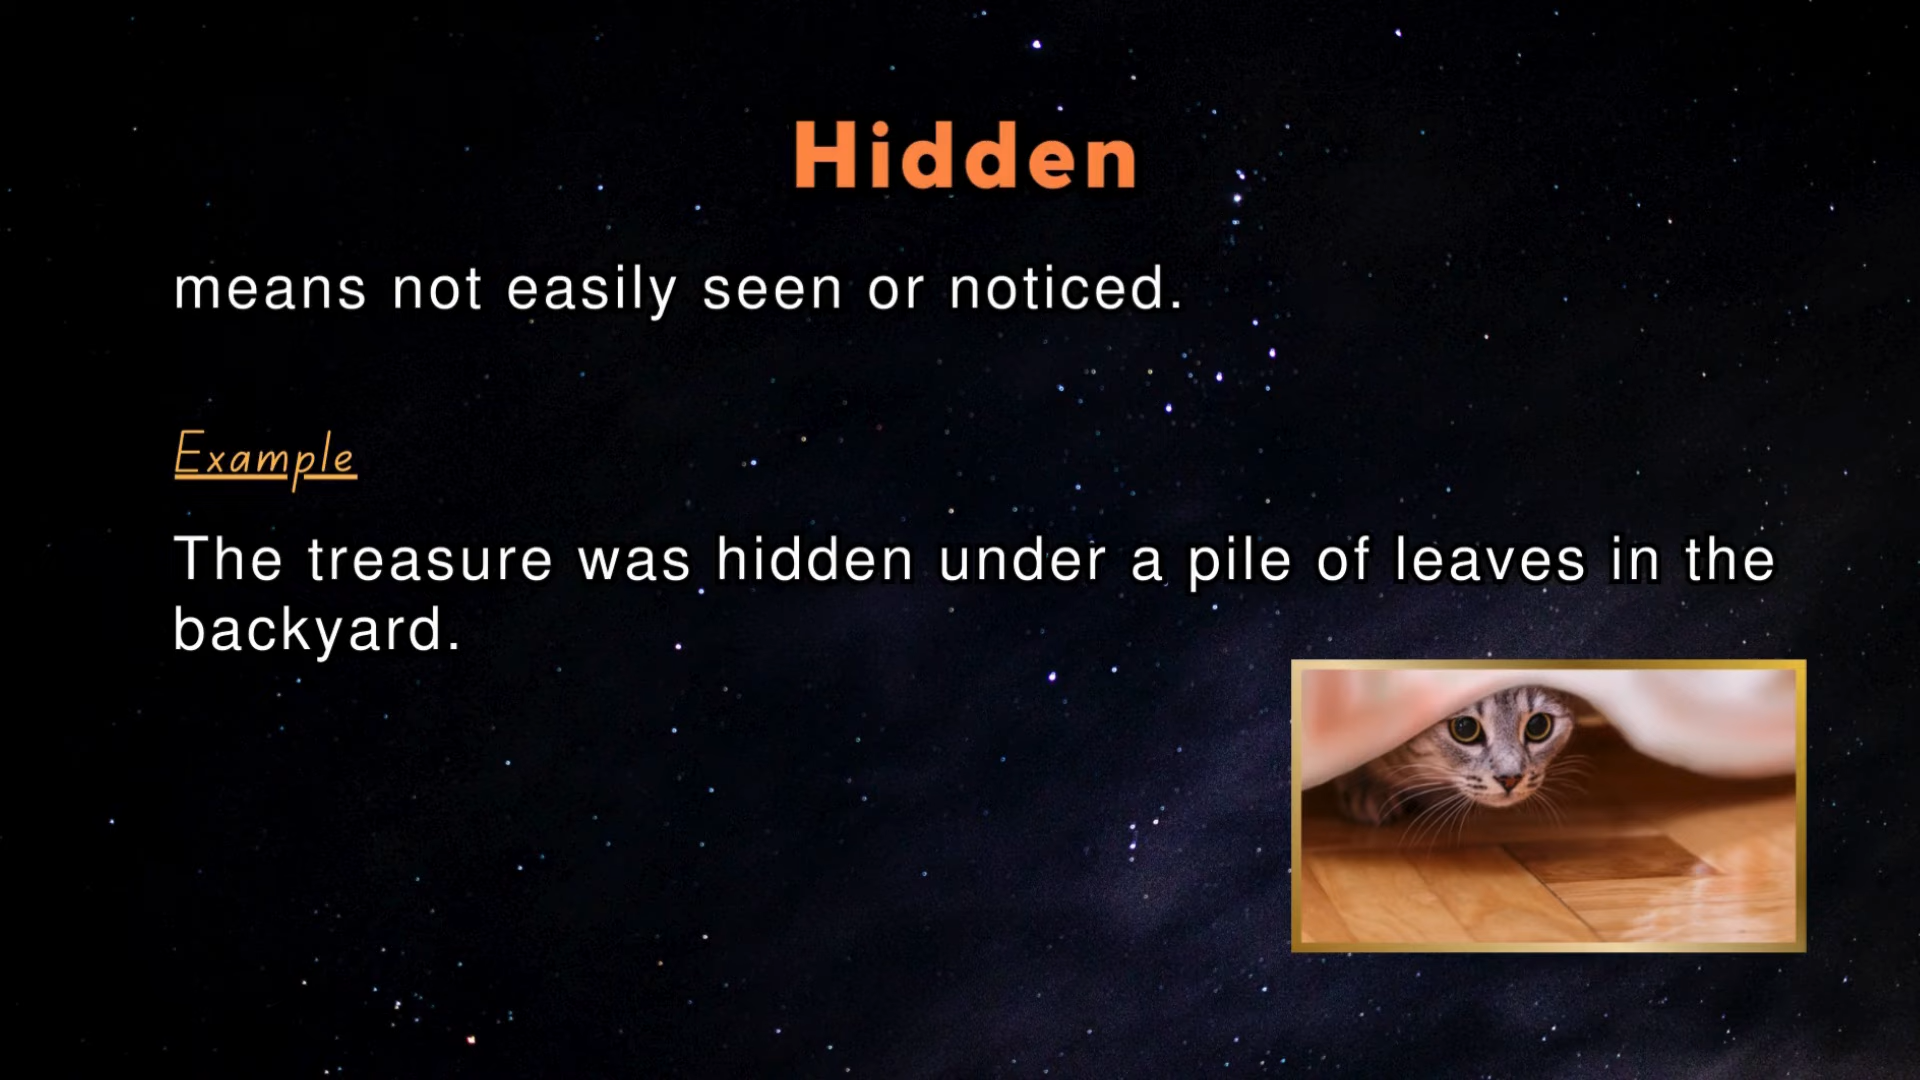 Hidden
means not easily seen or noticed.
Example
The treasure was hidden under a pile of leaves in the
backyard.